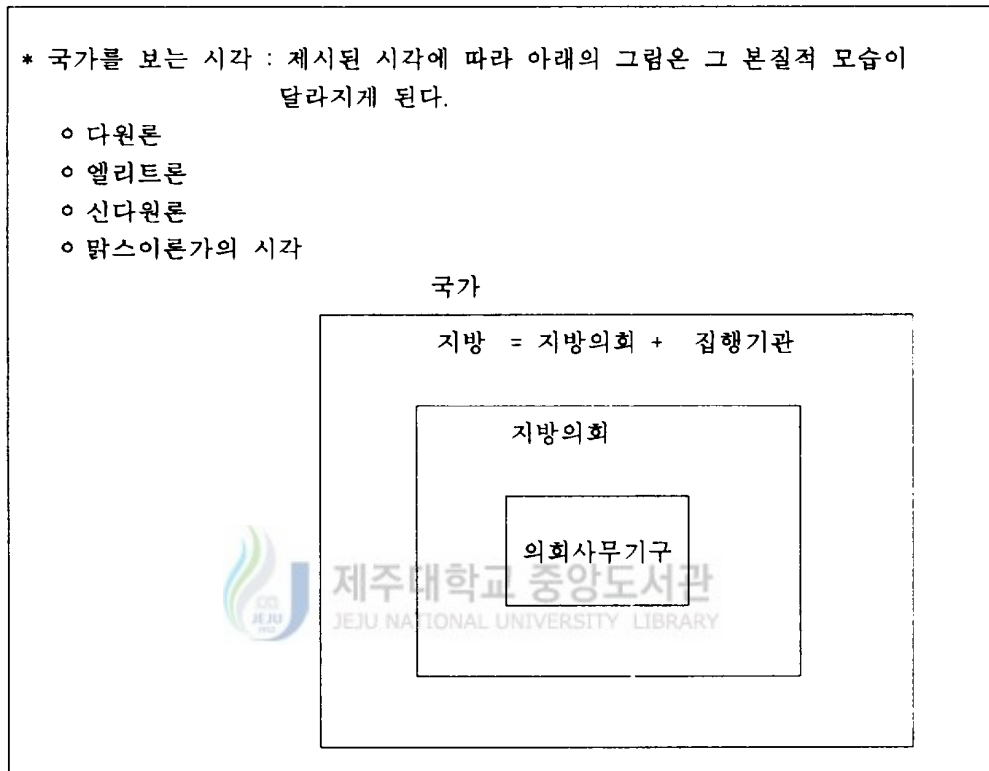 * 국가를 보는 시각 : 제시된 시각에 따라 아래의 그림은 그 본질적 모습이
달라지게 된다.
o 다원론
o 엘리트론
o 신다원론
o 맑스이론가의 시각
국가
지방 = 지방의회 + 집행기관
지방의회
의회사무기구
제주대학교 중앙도서관
JEJU NATIONAL UNIVERSITY LIBRARY
JEJU
1952